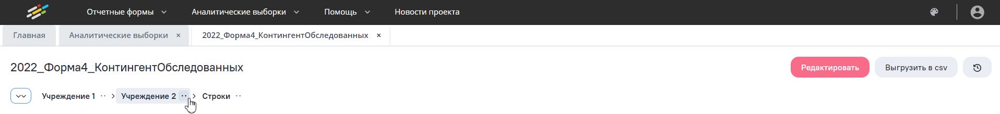 Отчетные формы Аналитические выборки Помощь Новости проекта
Главная Аналитические выборки × 2022_Форма4_КонтингентОбследованных ×
2022_Форма4_КонтингентОбследованных Редактировать Выгрузить в csv
Учреждение 1 ·· > Учреждение 2 ·· > Строки ··